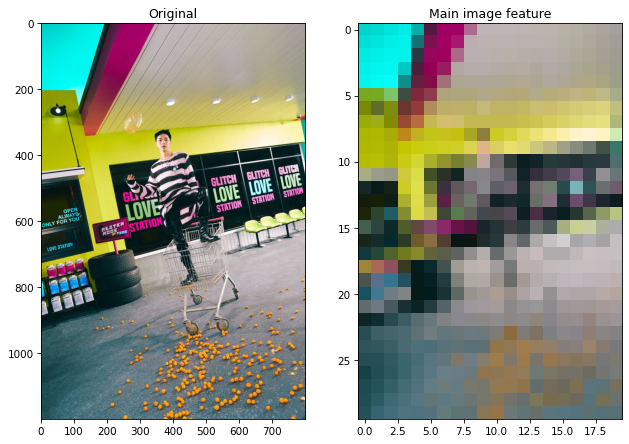 Original
Main image feature
0
200
400
600
800
1000
0 100 200 300 400 500 600 700
0
5
10
15
20
25
0.0 2.5 5.0 7.5 10.0 12.5 15.0 17.5
OPEN
ALWAYS
ONLY FOR YOU
LOVE STATION
GLITCH
LOVE
STATION
GLITCH
LOVE
STATION
GLITCH
LOVE
STATION
GLITCH
LOVE
STATION